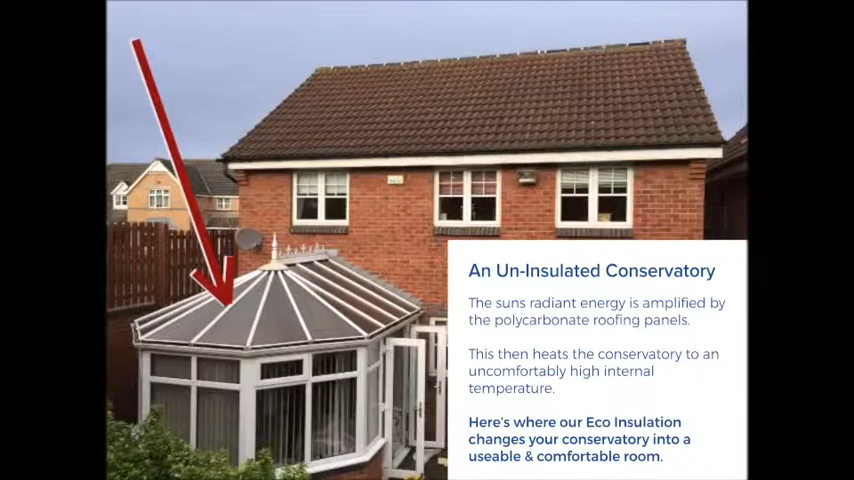 An Un-Insulated Conservatory
The suns radiant energy is amplified by
the polycarbonate roofing panels.
This then heats the conservatory to an
uncomfortably high internal
temperature.
Here's where our Eco Insulation
changes your conservatory into a
useable & comfortable room.